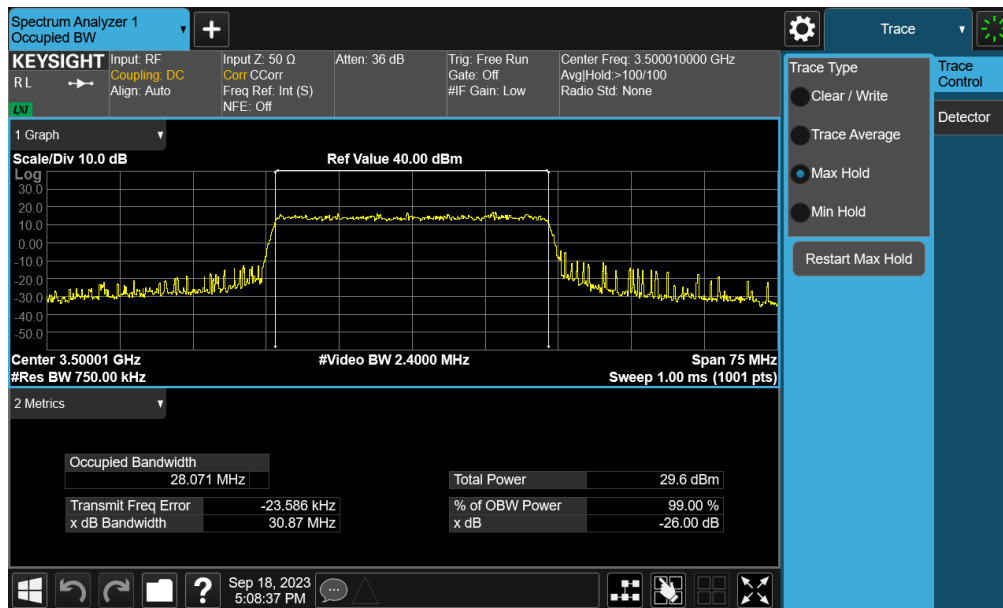 Spectrum Analyzer 1
Occupied BW
+
Trace
KEYSIGHT
R L
LXI
Input: RF
Coupling: DC
Align: Auto
Input Z: 50 Ω
Corr CCorr
Freq Ref: Int (S)
NFE: Off
Atten: 36 dB
Trig: Free Run
Gate: Off
#IF Gain: Low
Center Freq: 3.500010000 GHz
Avg|Hold:>100/100
Radio Std: None
Trace Type
Clear / Write
Trace Average
Max Hold
Min Hold
Restart Max Hold
Trace
Control
Detector
1 Graph
Scale/Div 10.0 dB
Ref Value 40.00 dBm
Log
30.0
20.0
10.0
0.00
-10.0
-20.0
-30.0
-40.0
-50.0
Center 3.50001 GHz
#Video BW 2.4000 MHz
Span 75 MHz
#Res BW 750.00 kHz
Sweep 1.00 ms (1001 pts)
2 Metrics
Occupied Bandwidth
28.071 MHz
Total Power 29.6 dBm
Transmit Freq Error -23.586 kHz
% of OBW Power 99.00 %
x dB Bandwidth 30.87 MHz
x dB -26.00 dB
?
Sep 18, 2023
5:08:37 PM